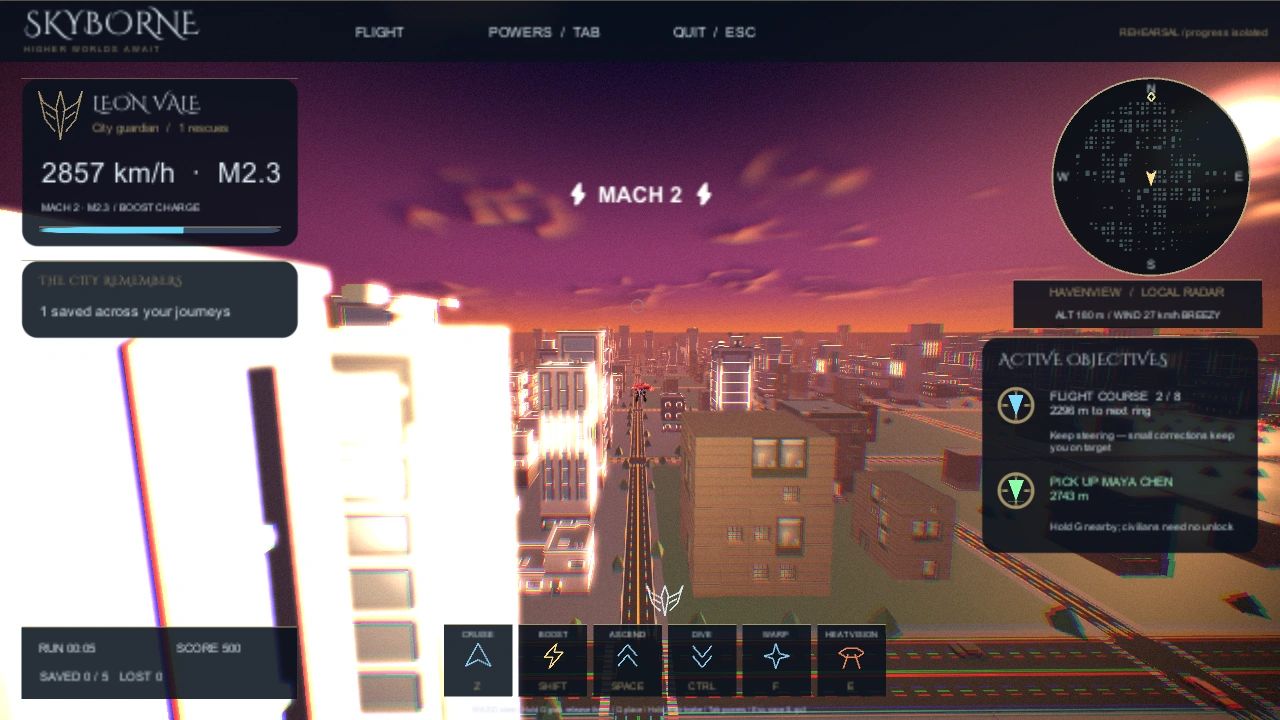 SKYBORNE
HIGHER WORLDS AWAIT
FLIGHT
POWERS / TAB
QUIT / ESC
REHEARSAL / progress isolated
LEON VALE
City guardian / 1 rescues
2857 km/h · M2.3
MACH 2 · M2.3 / BOOST CHARGE
THE CITY REMEMBERS
1 saved across your journeys
MACH 2
N
W
E
S
HAVENVIEW / LOCAL RADAR
ALT 180 m / WIND 27 km/h BREEZY
ACTIVE OBJECTIVES
FLIGHT COURSE 2 / 8
2296 m to next ring
Keep steering — small corrections keep
you on target
PICK UP MAYA CHEN
2743 m
Hold G nearby; civilians need no unlock
RUN 00:05 SCORE 500
SAVED 0 / 5 LOST 0
CRUISE
Z
BOOST
SHIFT
ASCEND
SPACE
DIVE
CTRL
WARP
F
HEAT VISION
E